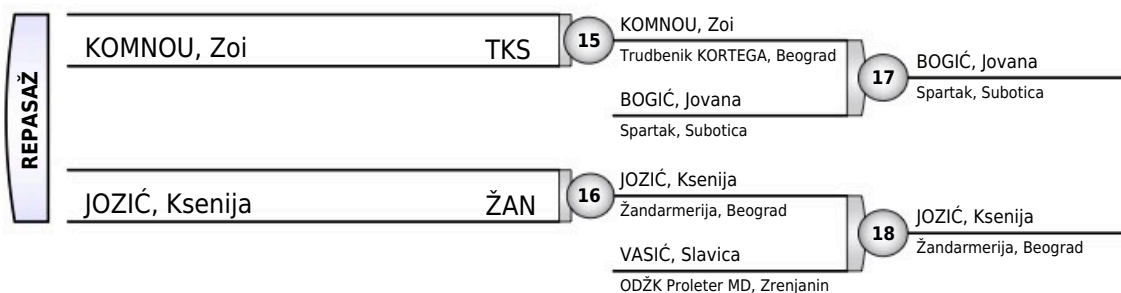 REPASAŽ
KOMNOU, Zoi TKS
15
KOMNOU, Zoi
Trudbenik KORTEGA, Beograd
BOGIĆ, Jovana
Spartak, Subotica
17
BOGIĆ, Jovana
Spartak, Subotica
JOZIĆ, Ksenija ŽAN
16
JOZIĆ, Ksenija
Žandarmerija, Beograd
VASIĆ, Slavica
ODŽK Proleter MD, Zrenjanin
18
JOZIĆ, Ksenija
Žandarmerija, Beograd